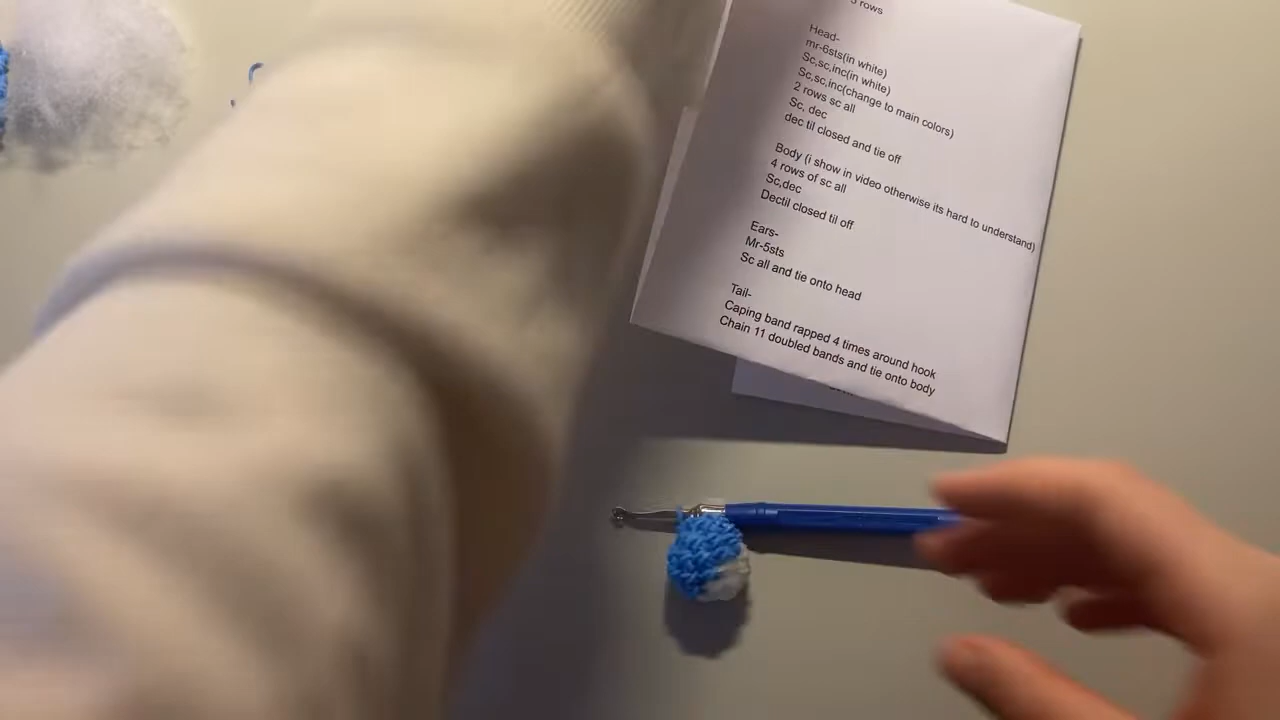 rows
Head-
mr-6sts(in white)
Sc,sc,inc(in white)
Sc,sc,inc(change to main colors)
2 rows sc all
Sc, dec
dec til closed and tie off
Body (i show in video otherwise its hard to understand)
4 rows of sc all
Sc,dec
Dectil closed til off
Ears-
Mr-5sts
Sc all and tie onto head
Tail-
Caping band rapped 4 times around hook
Chain 11 doubled bands and tie onto body